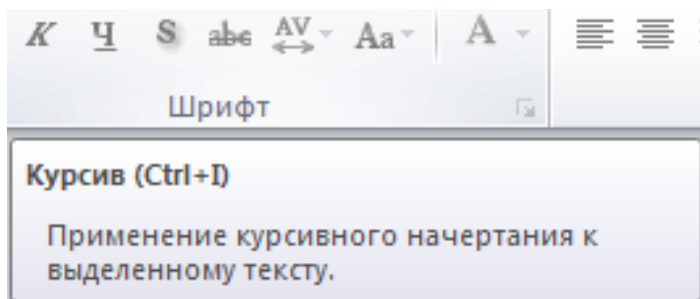 К Ч S abc AV Aa A
Шрифт
Курсив (Ctrl+I)
Применение курсивного начертания к
выделенному тексту.